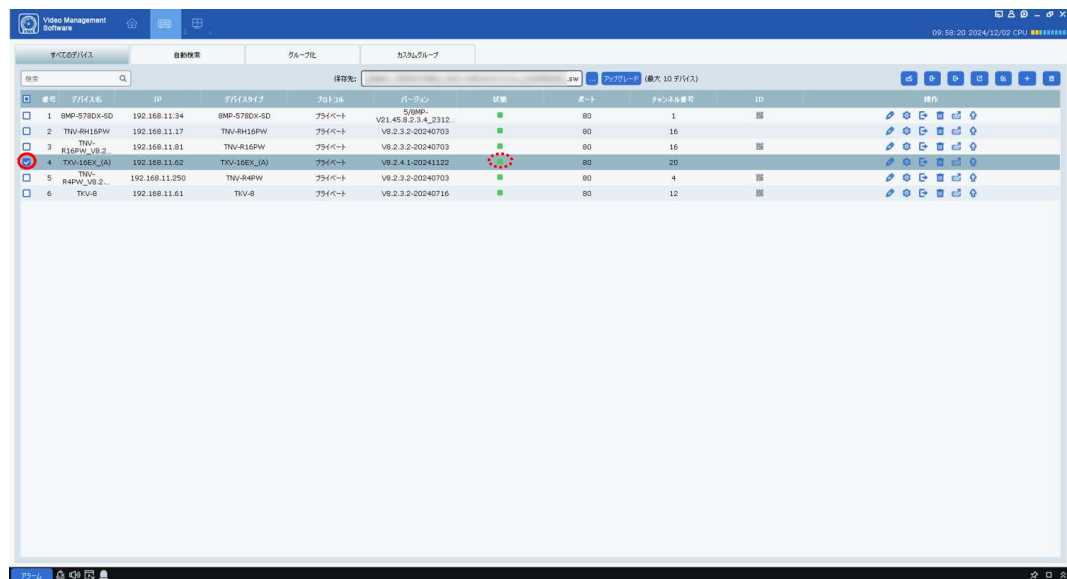 Video Management
Software
09:58:20 2024/12/02 CPU
すべてのデバイス 自動検索 グループ化 カスタムグループ
検索 (保存先: .sw ... アップグレード (最大 10 デバイス)
番号 デバイス名 IP デバイスタイプ プロトコル バージョン 状態 ポート チャンネル番号 ID 操作
1 8MP-578DX-SD 192.168.11.34 8MP-578DX-SD プライベート 5/8MP-V21.45.8.2.3.4_2312... 80 1
2 TNV-RH16PW 192.168.11.17 TNV-RH16PW プライベート V8.2.3.2-20240703 80 16
3 TNV-R16PW_V8.2... 192.168.11.81 TNV-R16PW プライベート V8.2.3.2-20240703 80 16
4 TXV-16EX_(A) 192.168.11.62 TXV-16EX_(A) プライベート V8.2.4.1-20241122 80 20
5 TNV-R4PW_V8.2... 192.168.11.250 TNV-R4PW プライベート V8.2.3.2-20240703 80 4
6 TKV-8 192.168.11.61 TKV-8 プライベート V8.2.3.2-20240716 80 12
アラーム